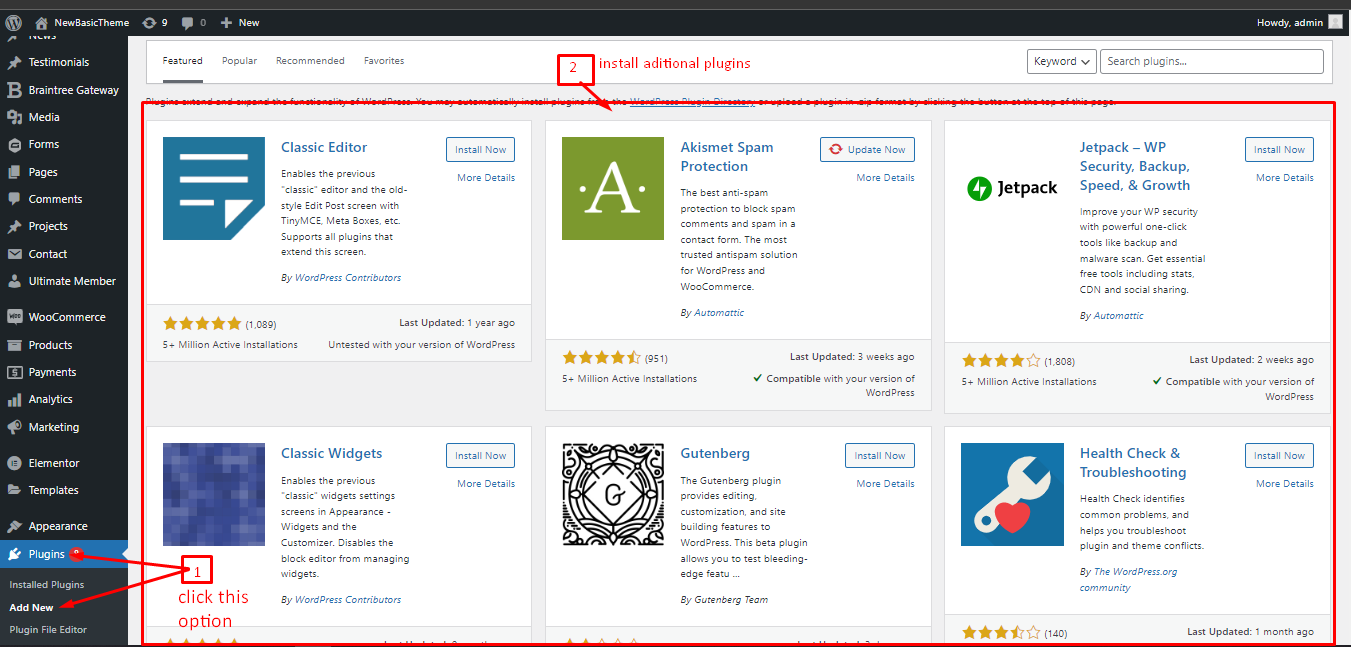 NewBasicTheme 9 0 New
Howdy, admin
News
Testimonials
Braintree Gateway
Media
Forms
Pages
Comments
Projects
Contact
Ultimate Member
WooCommerce
Products
Payments
Analytics
Marketing
Elementor
Templates
Appearance
Plugins
Installed Plugins
Add New
Plugin File Editor
Featured Popular Recommended Favorites
Keyword
Search plugins...
2 install aditional plugins
Plugins extend and expand the functionality of WordPress. You may automatically install plugins from the WordPress Plugin Directory or upload a plugin in .zip format by clicking the button at the top of this page.
Classic Editor
Install Now
More Details
Enables the previous
"classic" editor and the old-
style Edit Post screen with
TinyMCE, Meta Boxes, etc.
Supports all plugins that
extend this screen.
By WordPress Contributors
(1,089)
Last Updated: 1 year ago
5+ Million Active Installations
Untested with your version of WordPress
A
Akismet Spam
Protection
Update Now
More Details
The best anti-spam
protection to block spam
comments and spam in a
contact form. The most
trusted antispam solution
for WordPress and
WooCommerce.
By Automattic
(951)
Last Updated: 3 weeks ago
5+ Million Active Installations
Compatible with your version of
WordPress
Jetpack
Jetpack – WP
Security, Backup,
Speed, & Growth
Install Now
More Details
Improve your WP security
with powerful one-click
tools like backup and
malware scan. Get essential
free tools including stats,
CDN and social sharing.
By Automattic
(1,808)
Last Updated: 2 weeks ago
5+ Million Active Installations
Compatible with your version of
WordPress
Classic Widgets
Install Now
More Details
Enables the previous
"classic" widgets settings
screens in Appearance -
Widgets and the
Customizer. Disables the
block editor from managing
widgets.
By WordPress Contributors
1
click this
option
G
Gutenberg
Install Now
More Details
The Gutenberg plugin
provides editing,
customization, and site
building features to
WordPress. This beta plugin
allows you to test bleeding-
edge featu ...
By Gutenberg Team
Health Check &
Troubleshooting
Install Now
More Details
Health Check identifies
common problems, and
helps you troubleshoot
plugin and theme conflicts.
By The WordPress.org
community
(140)
Last Updated: 1 month ago